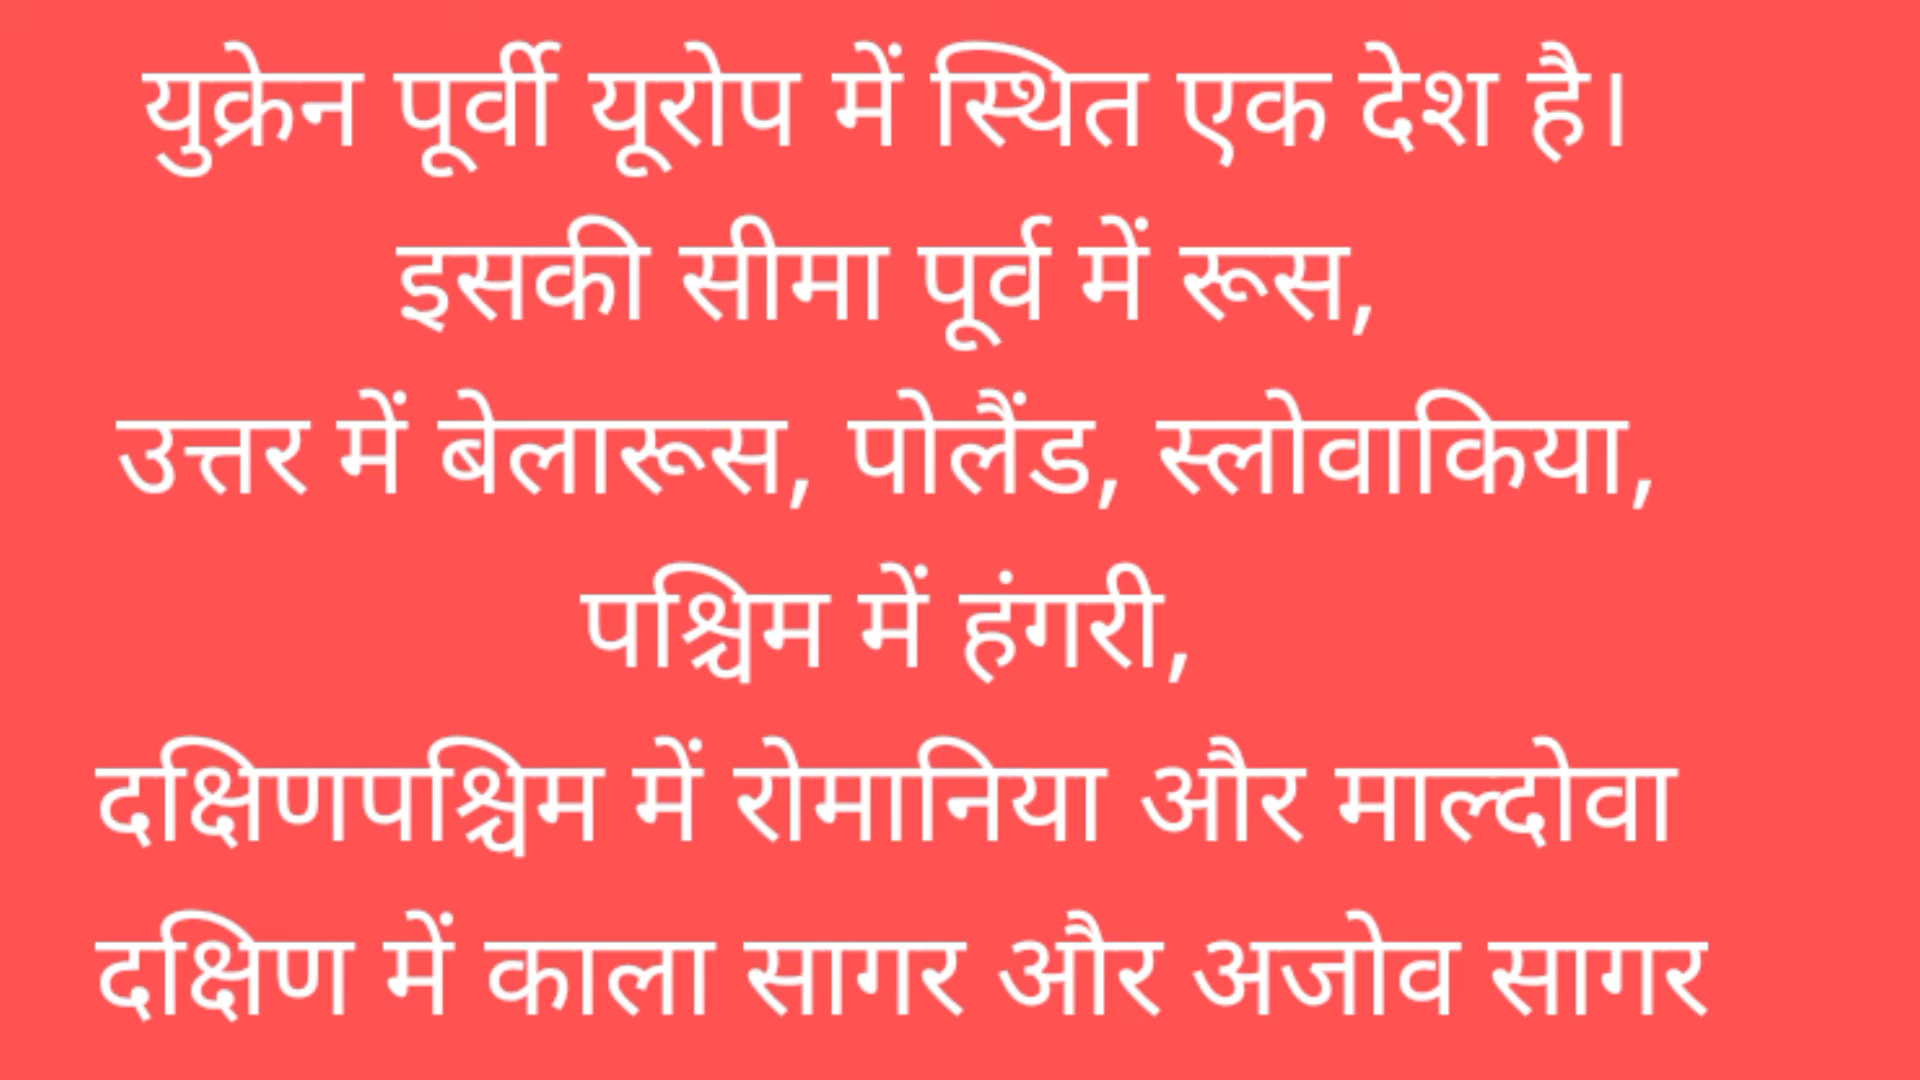 युक्रेन पूर्वी यूरोप में स्थित एक देश है।
इसकी सीमा पूर्व में रूस,
उत्तर में बेलारूस, पोलैंड, स्लोवाकिया,
पश्चिम में हंगरी,
दक्षिणपश्चिम में रोमानिया और माल्दोवा
दक्षिण में काला सागर और अजोव सागर